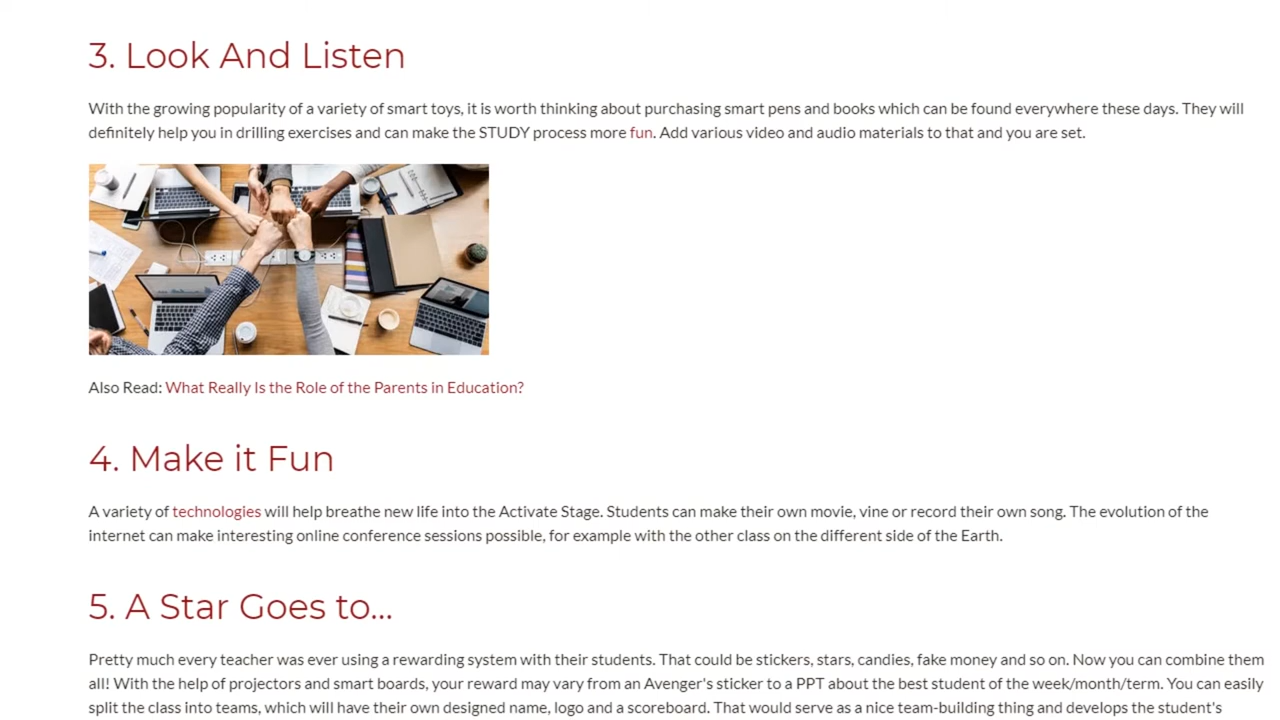 3. Look And Listen
With the growing popularity of a variety of smart toys, it is worth thinking about purchasing smart pens and books which can be found everywhere these days. They will
definitely help you in drilling exercises and can make the STUDY process more fun. Add various video and audio materials to that and you are set.
Also Read: What Really Is the Role of the Parents in Education?
4. Make it Fun
A variety of technologies will help breathe new life into the Activate Stage. Students can make their own movie, vine or record their own song. The evolution of the
internet can make interesting online conference sessions possible, for example with the other class on the different side of the Earth.
5. A Star Goes to...
Pretty much every teacher was ever using a rewarding system with their students. That could be stickers, stars, candies, fake money and so on. Now you can combine them
all! With the help of projectors and smart boards, your reward may vary from an Avenger's sticker to a PPT about the best student of the week/month/term. You can easily
split the class into teams, which will have their own designed name, logo and a scoreboard. That would serve as a nice team-building thing and develops the student's